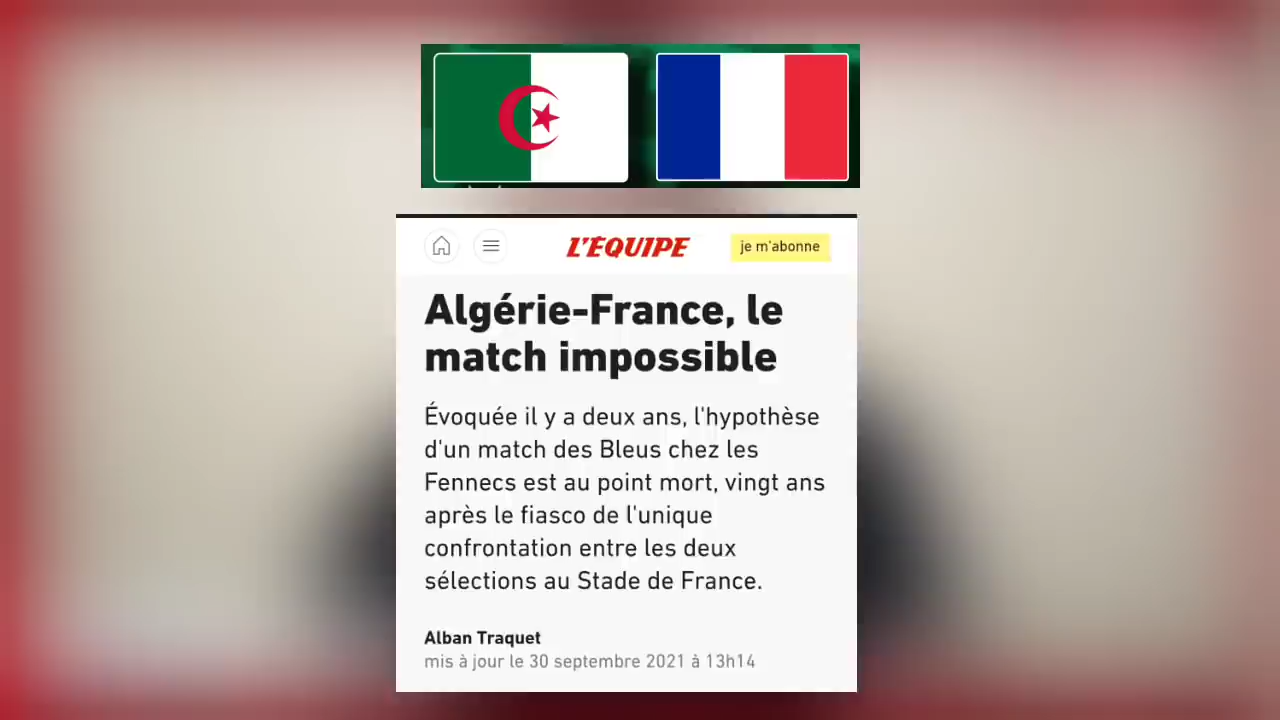 L'ÉQUIPE
je m'abonne
Algérie-France, le
match impossible
Évoquée il y a deux ans, l'hypothèse
d'un match des Bleus chez les
Fennecs est au point mort, vingt ans
après le fiasco de l'unique
confrontation entre les deux
sélections au Stade de France.
Alban Traquet
mis à jour le 30 septembre 2021 à 13h14